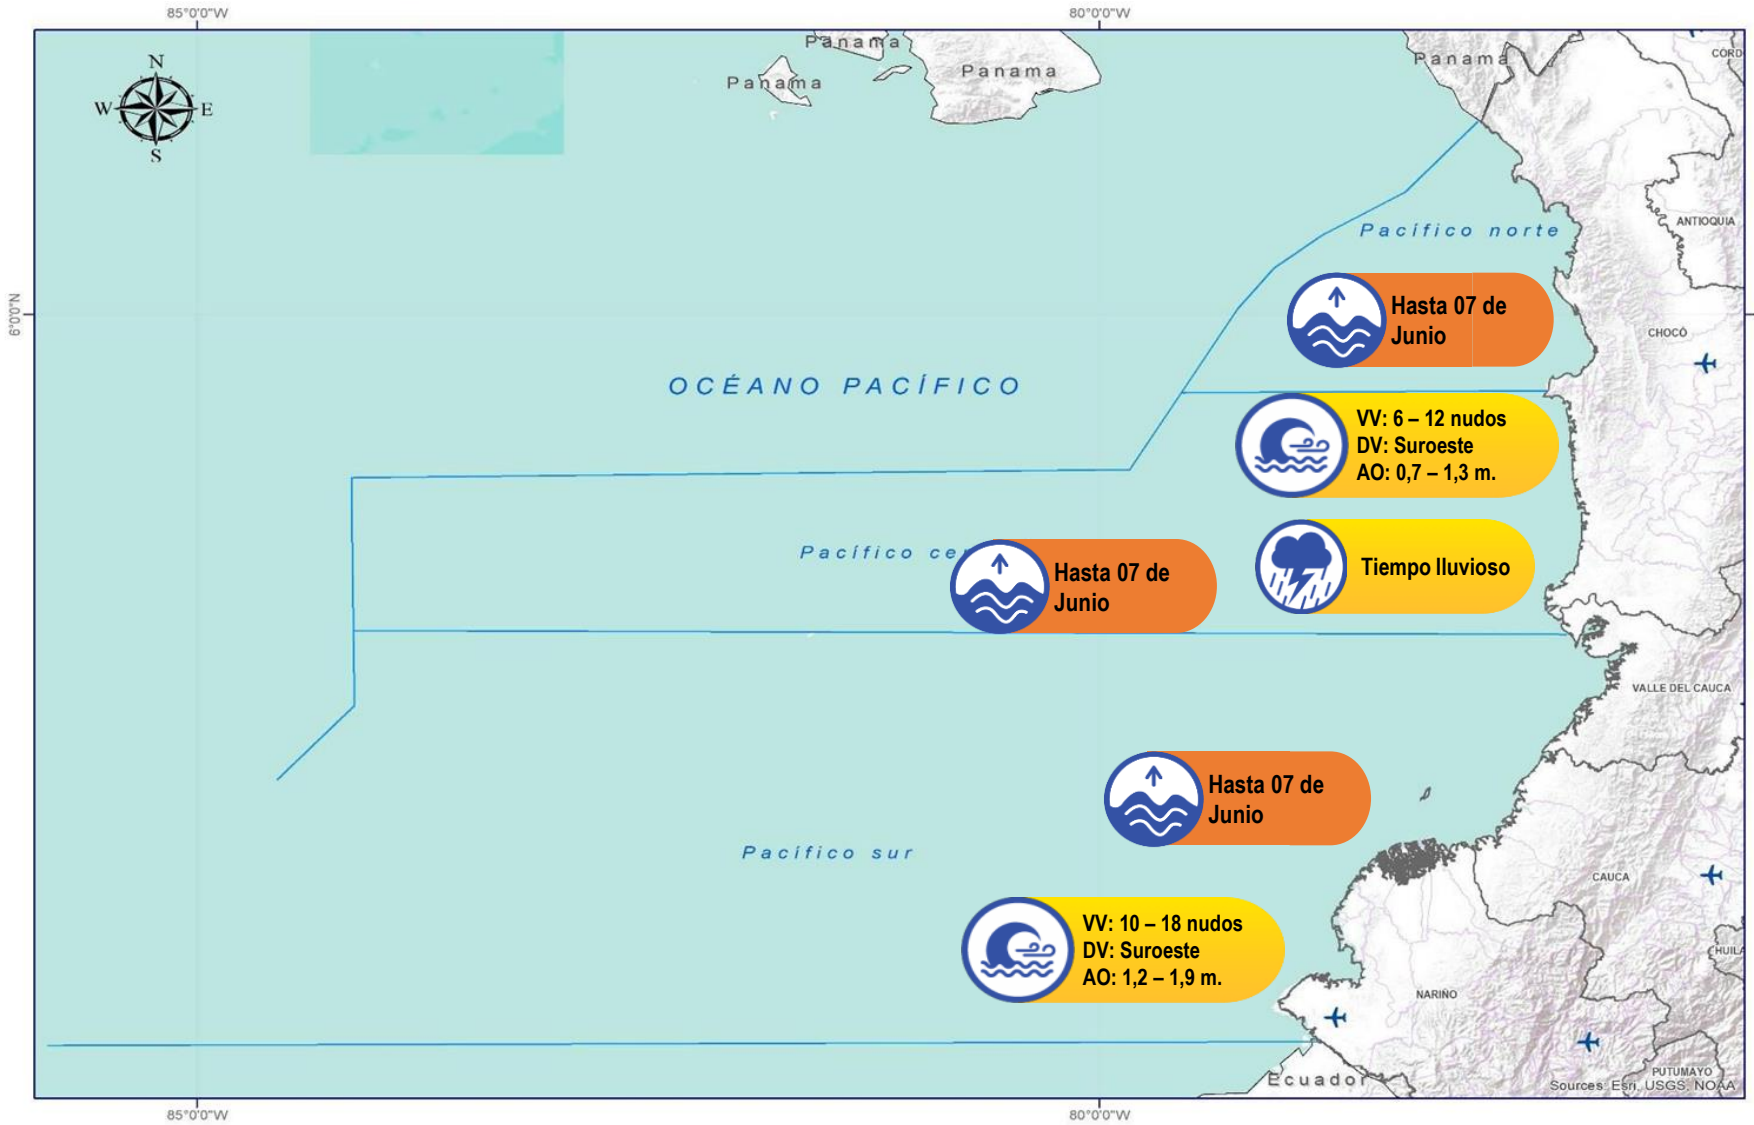 85°0'0"W
80°0'0"W
Panama
Panama
Panama
Panama
CORD
N
W
E
S
ANTIOQUIA
Pacífico norte
6°0'0"N
Hasta 07 de
Junio
CHOCÓ
OCÉANO PACÍFICO
VV: 6 – 12 nudos
DV: Suroeste
AO: 0,7 – 1,3 m.
Pacífico ce
Hasta 07 de
Junio
Tiempo lluvioso
VALLE DEL CAUCA
Hasta 07 de
Junio
Pacífico sur
CAUCA
VV: 10 – 18 nudos
DV: Suroeste
AO: 1,2 – 1,9 m.
HUILA
NARIÑO
Ecuador
PUTUMAYO
Sources: Esri, USGS, NOAA
85°0'0"W
80°0'0"W